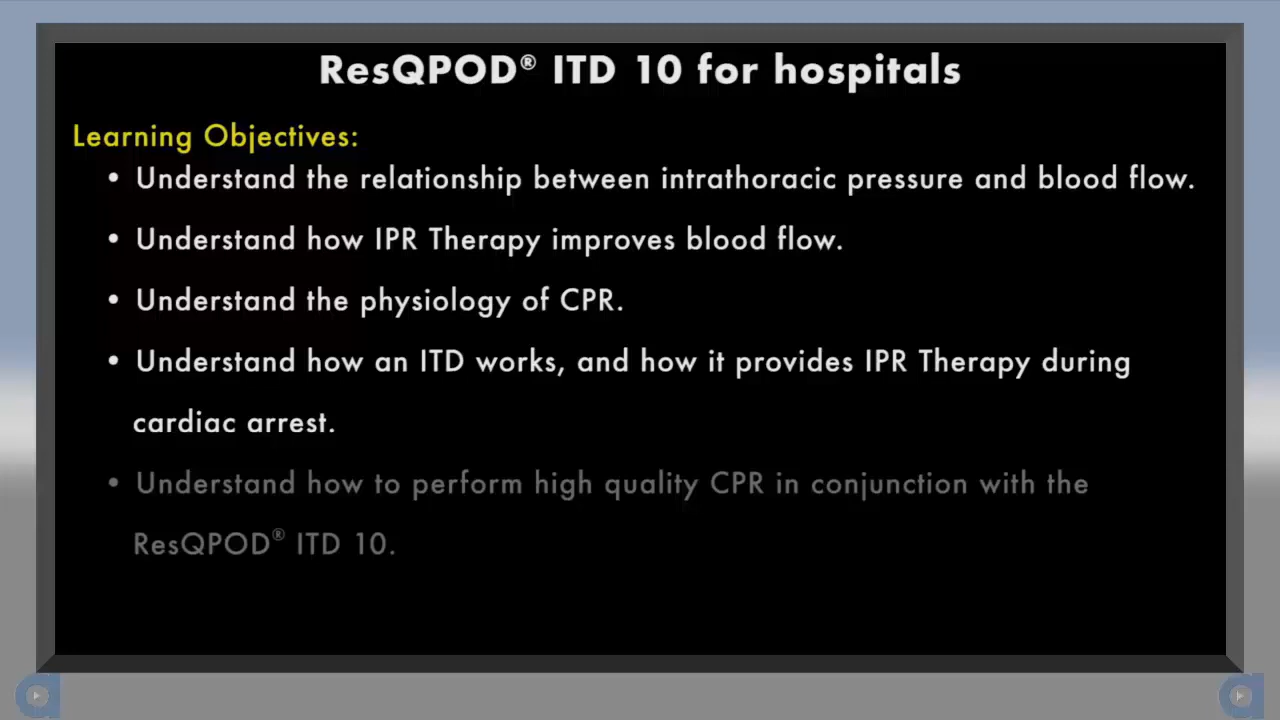 ResQPOD® ITD 10 for hospitals
Learning Objectives:
• Understand the relationship between intrathoracic pressure and blood flow.
• Understand how IPR Therapy improves blood flow.
• Understand the physiology of CPR.
• Understand how an ITD works, and how it provides IPR Therapy during
cardiac arrest.
• Understand how to perform high quality CPR in conjunction with the
ResQPOD® ITD 10.